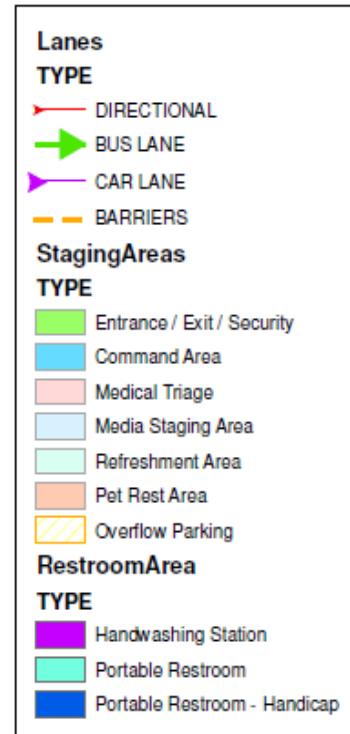 Lanes
TYPE
DIRECTIONAL
BUS LANE
CAR LANE
BARRIERS
StagingAreas
TYPE
Entrance / Exit / Security
Command Area
Medical Triage
Media Staging Area
Refreshment Area
Pet Rest Area
Overflow Parking
RestroomArea
TYPE
Handwashing Station
Portable Restroom
Portable Restroom - Handicap